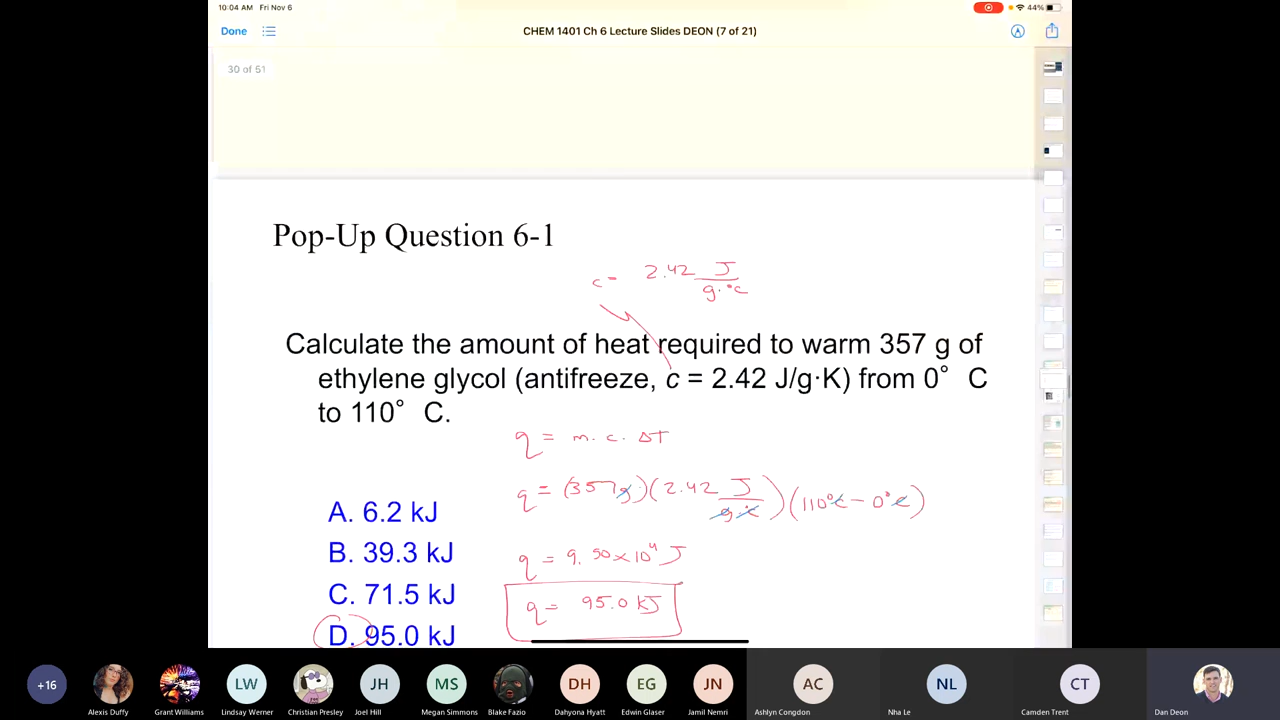 10:04 AM Fri Nov 6
44%
Done
CHEM 1401 Ch 6 Lecture Slides DEON (7 of 21)
30 of 51
Pop-Up Question 6-1
c = 2.42 J/g·°C
Calculate the amount of heat required to warm 357 g of
ethylene glycol (antifreeze, c = 2.42 J/g·K) from 0° C
to 110° C.
q = m. c. ΔT
q = (357g)(2.42 J/g·°C)(110°C - 0°C)
A. 6.2 kJ
B. 39.3 kJ
q = 9.50x10⁴ J
C. 71.5 kJ
q = 95.0 kJ
D. 95.0 kJ
+16
LW
JH
MS
DH
EG
JN
AC
NL
CT
Alexis Duffy
Grant Williams
Lindsay Werner
Christian Presley
Joel Hill
Megan Simmons
Blake Fazio
Dahyona Hyatt
Edwin Glaser
Jamil Nemri
Ashlyn Congdon
Nha Le
Camden Trent
Dan Deon